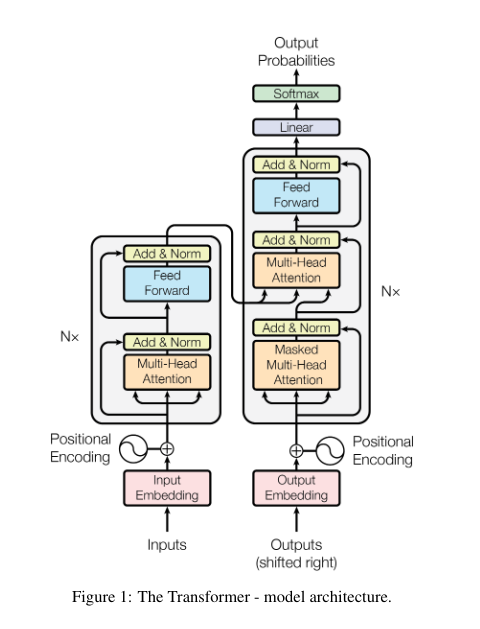 Output
Probabilities
Softmax
Linear
Add & Norm
Feed
Forward
Add & Norm
Multi-Head
Attention
Add & Norm
Masked
Multi-Head
Attention
N×
Add & Norm
Feed
Forward
Add & Norm
Multi-Head
Attention
N×
Positional
Encoding
Positional
Encoding
Input
Embedding
Output
Embedding
Inputs
Outputs
(shifted right)
Figure 1: The Transformer - model architecture.